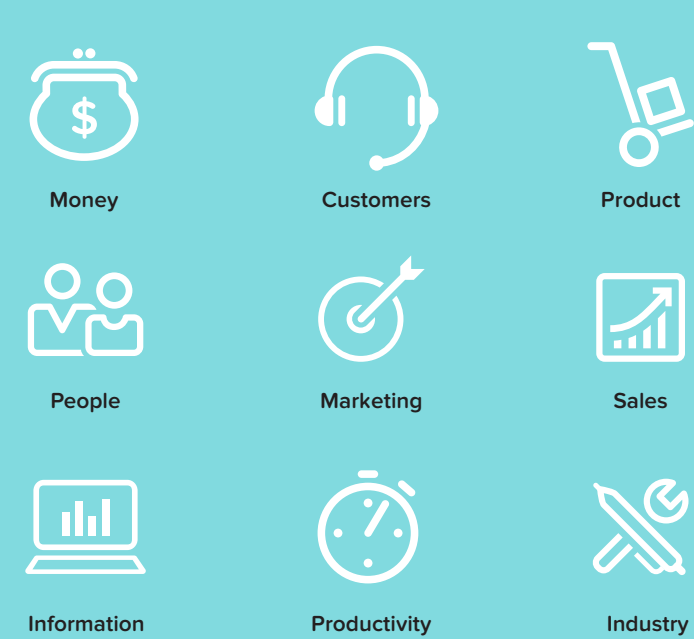 $
Money
Customers
Product
People
Marketing
Sales
Information
Productivity
Industry